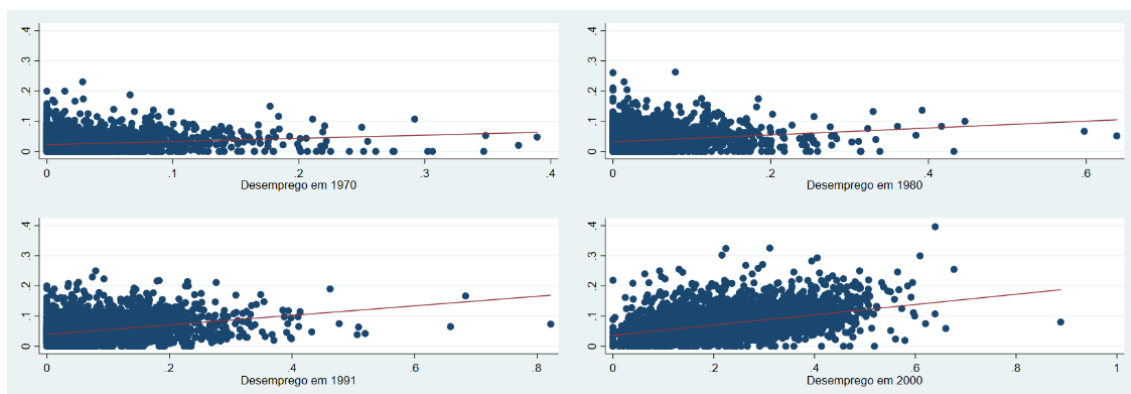 .4
.3
.2
.1
0
0 .1 .2 .3 .4
Desemprego em 1970
.4
.3
.2
.1
0
0 .2 .4 .6
Desemprego em 1980
.4
.3
.2
.1
0
0 .2 .4 .6 .8
Desemprego em 1991
.4
.3
.2
.1
0
0 .2 .4 .6 .8 1
Desemprego em 2000